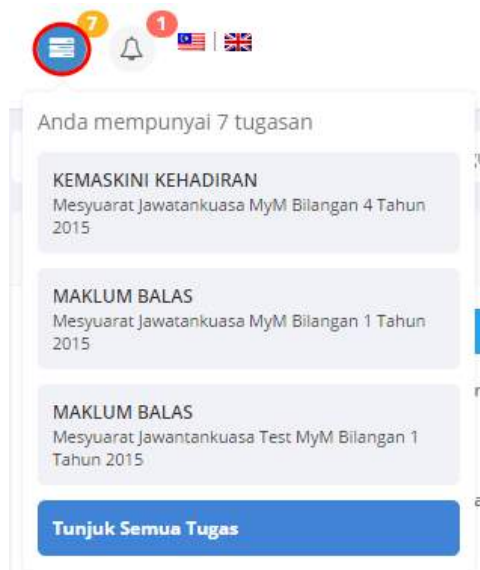 7
1
Anda mempunyai 7 tugasan
KEMASKINI KEHADIRAN
Mesyuarat Jawatankuasa MyM Bilangan 4 Tahun
2015
MAKLUM BALAS
Mesyuarat Jawatankuasa MyM Bilangan 1 Tahun
2015
MAKLUM BALAS
Mesyuarat Jawantankuasa Test MyM Bilangan 1
Tahun 2015
Tunjuk Semua Tugas